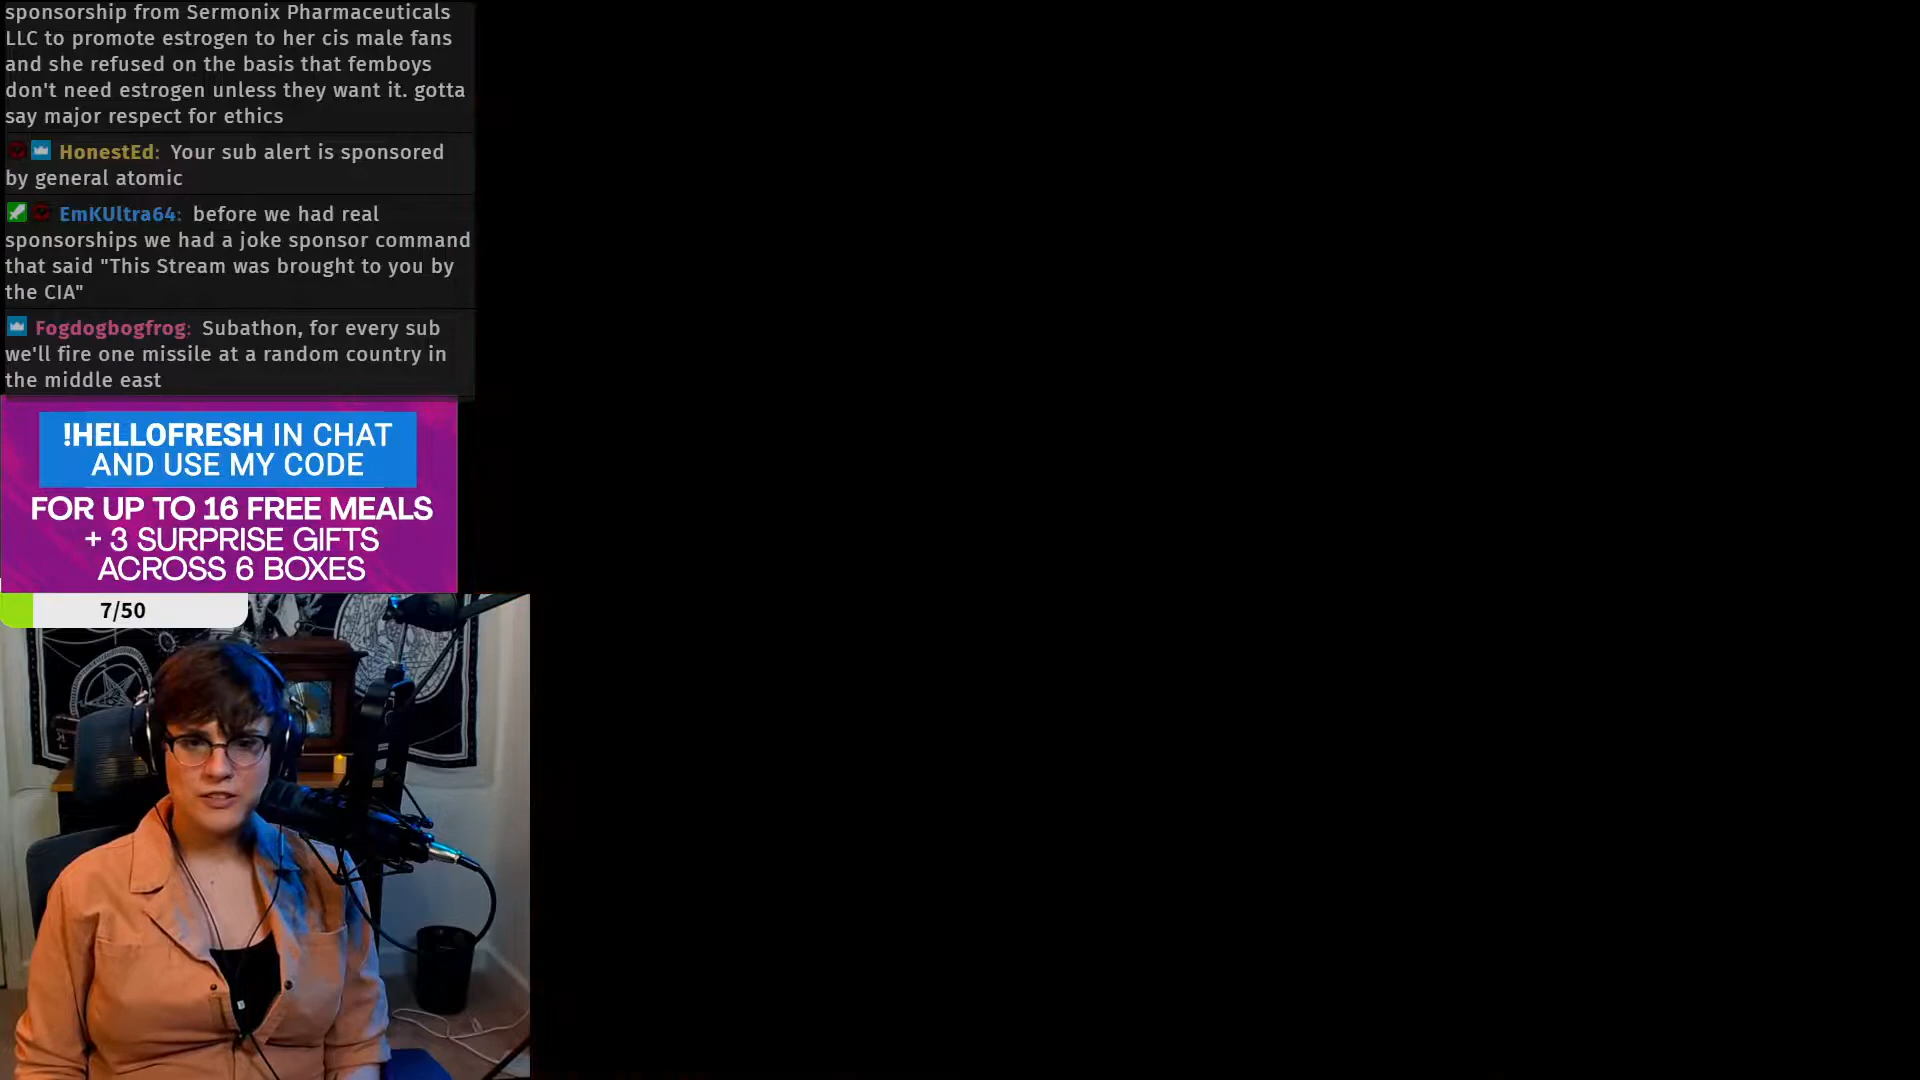 sponsorship from Sermonix Pharmaceuticals
LLC to promote estrogen to her cis male fans
and she refused on the basis that femboys
don't need estrogen unless they want it. gotta
say major respect for ethics
HonestEd: Your sub alert is sponsored
by general atomic
EmKUltra64: before we had real
sponsorships we had a joke sponsor command
that said "This Stream was brought to you by
the CIA"
Fogdogbogfrog: Subathon, for every sub
we'll fire one missile at a random country in
the middle east
!HELLOFRESH IN CHAT
AND USE MY CODE
FOR UP TO 16 FREE MEALS
+ 3 SURPRISE GIFTS
ACROSS 6 BOXES
7/50